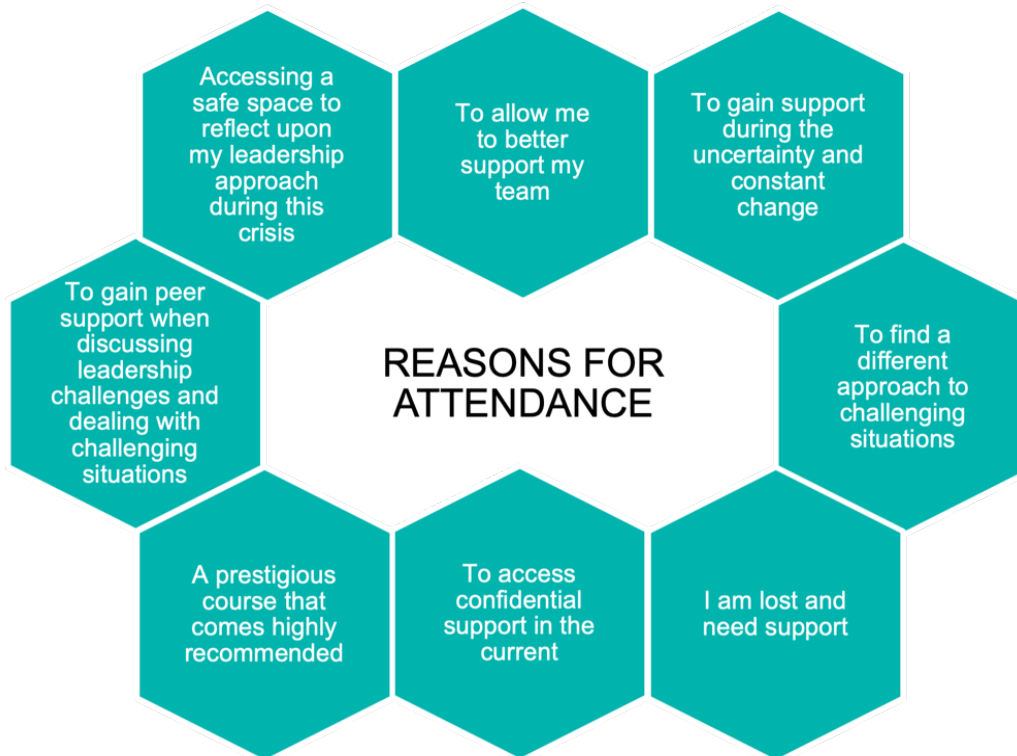 Accessing a
safe space to
reflect upon
my leadership
approach
during this
crisis
To allow me
to better
support my
team
To gain support
during the
uncertainty and
constant
change
To gain peer
support when
discussing
leadership
challenges and
dealing with
challenging
situations
REASONS FOR
ATTENDANCE
To find a
different
approach to
challenging
situations
A prestigious
course that
comes highly
recommended
To access
confidential
support in the
current
I am lost and
need support